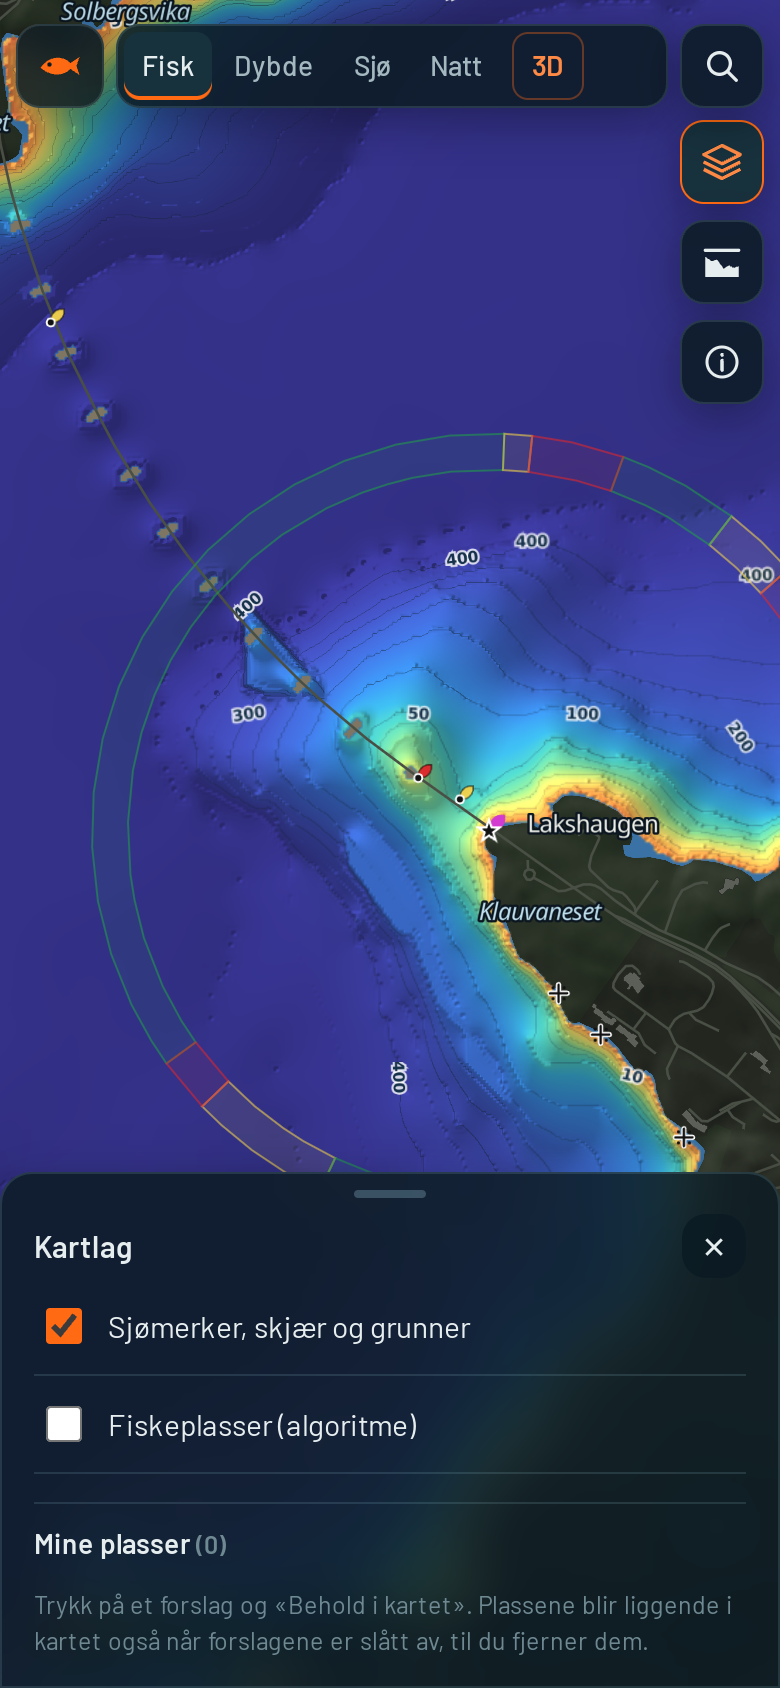 Solbergsvika
Fisk Dybde Sjø Natt 3D
et
400
400
400
400
300
50
100
200
Lakshaugen
Klauvaneset
400
10
Kartlag
Sjømerker, skjær og grunner
Fiskeplasser (algoritme)
Mine plasser (0)
Trykk på et forslag og «Behold i kartet». Plassene blir liggende i
kartet også når forslagene er slått av, til du fjerner dem.